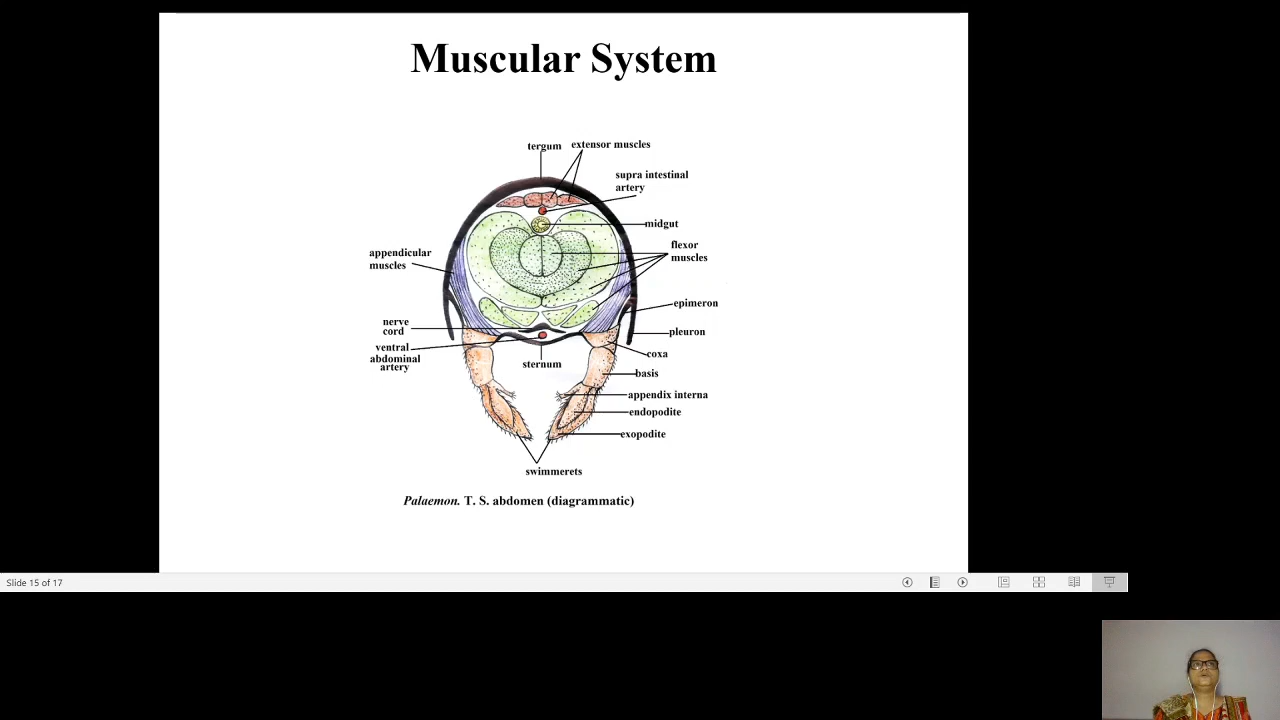 Muscular System
tergum
extensor muscles
supra intestinal
artery
midgut
flexor
muscles
appendicular
muscles
epimeron
nerve
cord
pleuron
ventral
abdominal
artery
coxa
sternum
basis
appendix interna
endopodite
exopodite
swimmerets
Palaemon. T. S. abdomen (diagrammatic)
Slide 15 of 17